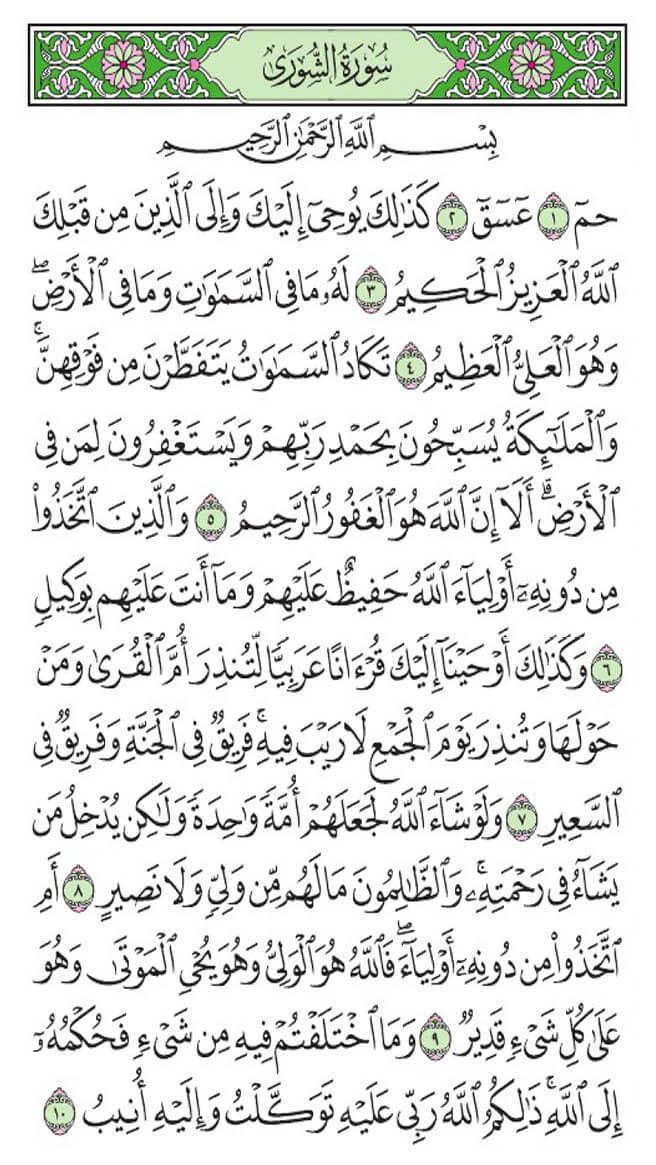 سُورَةُ الشُّورَىٰ
بِسْمِ ٱللَّهِ ٱلرَّحْمَٰنِ ٱلرَّحِيمِ
حمٓ ١ عٓسٓقٓ ٢ كَذَٰلِكَ يُوحِىٓ إِلَيْكَ وَإِلَى ٱلَّذِينَ مِن قَبْلِكَ
ٱللَّهُ ٱلْعَزِيزُ ٱلْحَكِيمُ ٣ لَهُۥ مَا فِى ٱلسَّمَٰوَٰتِ وَمَا فِى ٱلْأَرْضِۖ
وَهُوَ ٱلْعَلِىُّ ٱلْعَظِيمُ ٤ تَكَادُ ٱلسَّمَٰوَٰتُ يَتَفَطَّرْنَ مِن فَوْقِهِنَّۚ
وَٱلْمَلَٰٓئِكَةُ يُسَبِّحُونَ بِحَمْدِ رَبِّهِمْ وَيَسْتَغْفِرُونَ لِمَن فِى
ٱلْأَرْضِۗ أَلَآ إِنَّ ٱللَّهَ هُوَ ٱلْغَفُورُ ٱلرَّحِيمُ ٥ وَٱلَّذِينَ ٱتَّخَذُوا۟
مِن دُونِهِۦٓ أَوْلِيَآءَ ٱللَّهُ حَفِيظٌ عَلَيْهِمْ وَمَآ أَنتَ عَلَيْهِم بِوَكِيلٍ
٦ وَكَذَٰلِكَ أَوْحَيْنَآ إِلَيْكَ قُرْءَانًا عَرَبِيًّا لِّتُنذِرَ أُمَّ ٱلْقُرَىٰ وَمَنْ
حَوْلَهَا وَتُنذِرَ يَوْمَ ٱلْجَمْعِ لَا رَيْبَ فِيهِۚ فَرِيقٌ فِى ٱلْجَنَّةِ وَفَرِيقٌ فِى
ٱلسَّعِيرِ ٧ وَلَوْ شَآءَ ٱللَّهُ لَجَعَلَهُمْ أُمَّةً وَٰحِدَةً وَلَٰكِن يُدْخِلُ مَن
يَشَآءُ فِى رَحْمَتِهِۦۚ وَٱلظَّٰلِمُونَ مَا لَهُم مِّن وَلِىٍّ وَلَا نَصِيرٍ ٨ أَمِ
ٱتَّخَذُوا۟ مِن دُونِهِۦٓ أَوْلِيَآءَۖ فَٱللَّهُ هُوَ ٱلْوَلِىُّ وَهُوَ يُحْىِ ٱلْمَوْتَىٰ وَهُوَ
عَلَىٰ كُلِّ شَىْءٍ قَدِيرٌ ٩ وَمَا ٱخْتَلَفْتُمْ فِيهِ مِن شَىْءٍ فَحُكْمُهُۥٓ
إِلَى ٱللَّهِۚ ذَٰلِكُمُ ٱللَّهُ رَبِّى عَلَيْهِ تَوَكَّلْتُ وَإِلَيْهِ أُنِيبُ ١٠